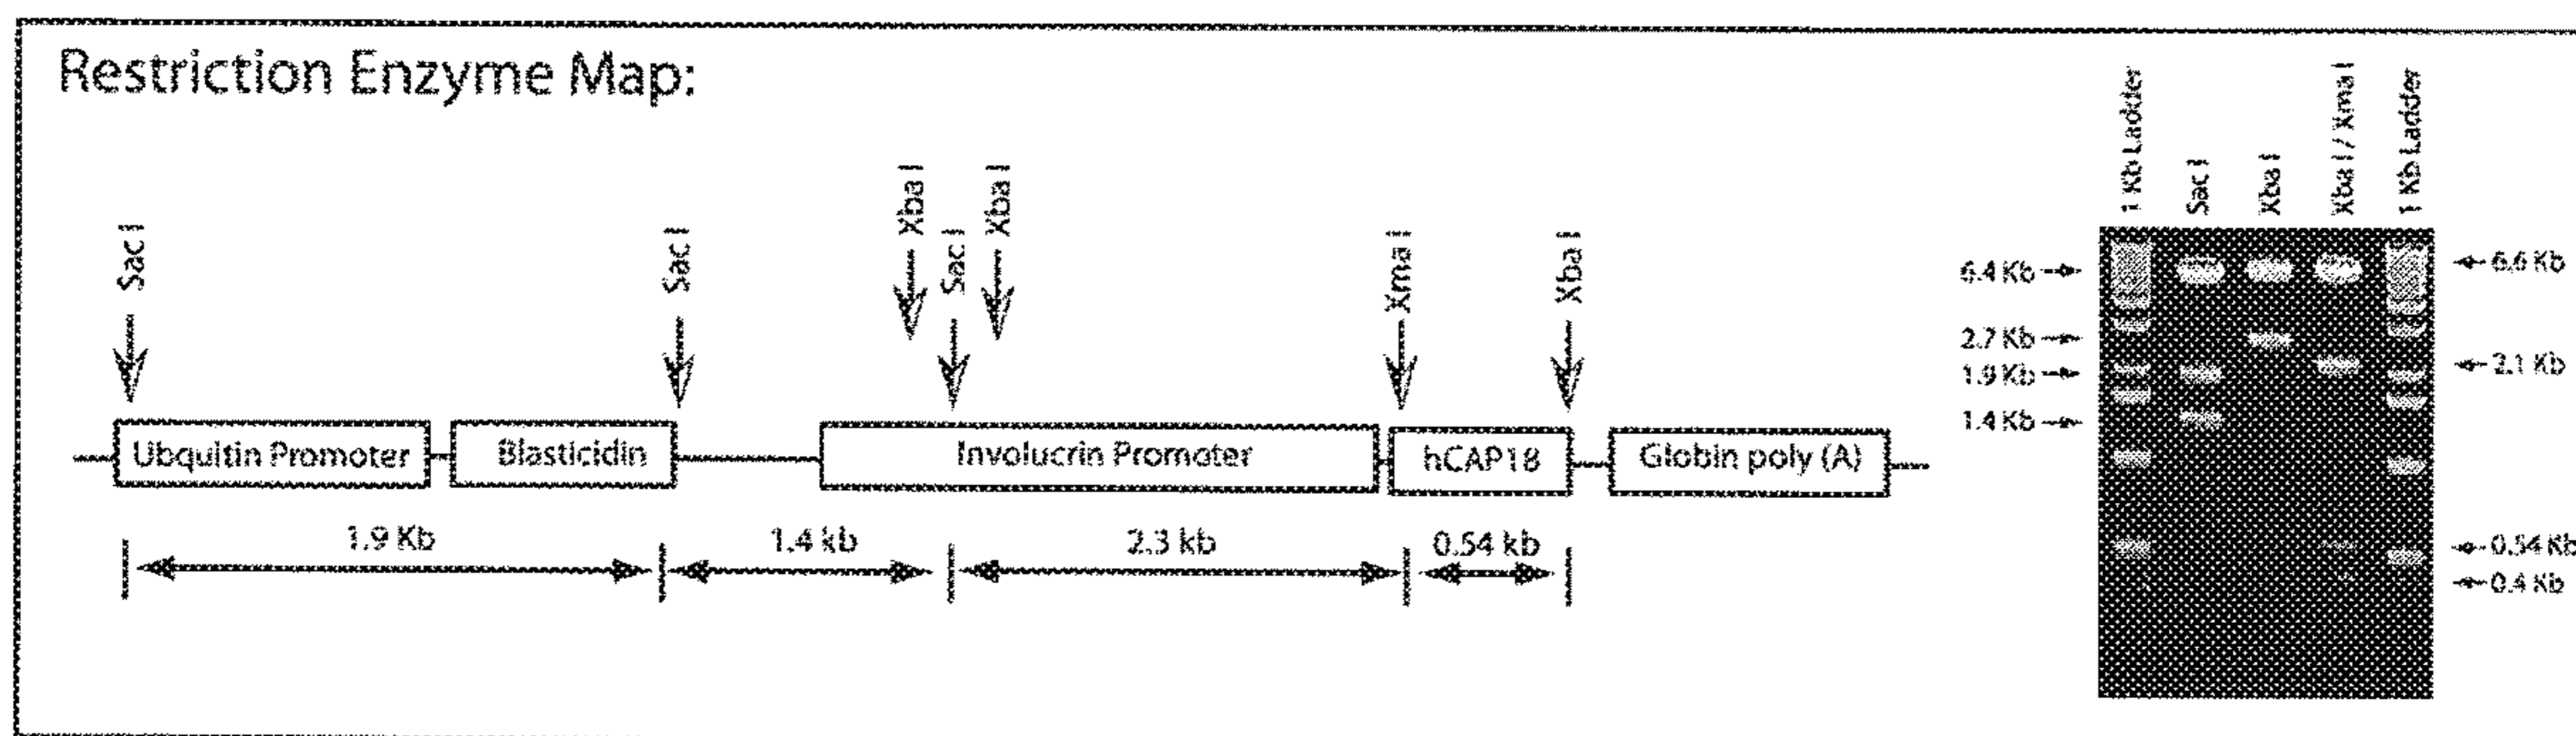 Restriction Enzyme Map:
Sac I
Sac I
Xba I
Sac I
Xba I
Xma I
Xba I
Ubquitin Promoter
Blasticidin
Involucrin Promoter
hCAP18
Globin poly (A)
1.9 Kb
1.4 kb
2.3 kb
0.54 kb
1 Kb Ladder
Sac I
Xba I
Xba I / Xma I
1 Kb Ladder
6.4 Kb
2.7 Kb
1.9 Kb
1.4 Kb
6.6 Kb
2.1 Kb
0.54 Kb
0.4 Kb